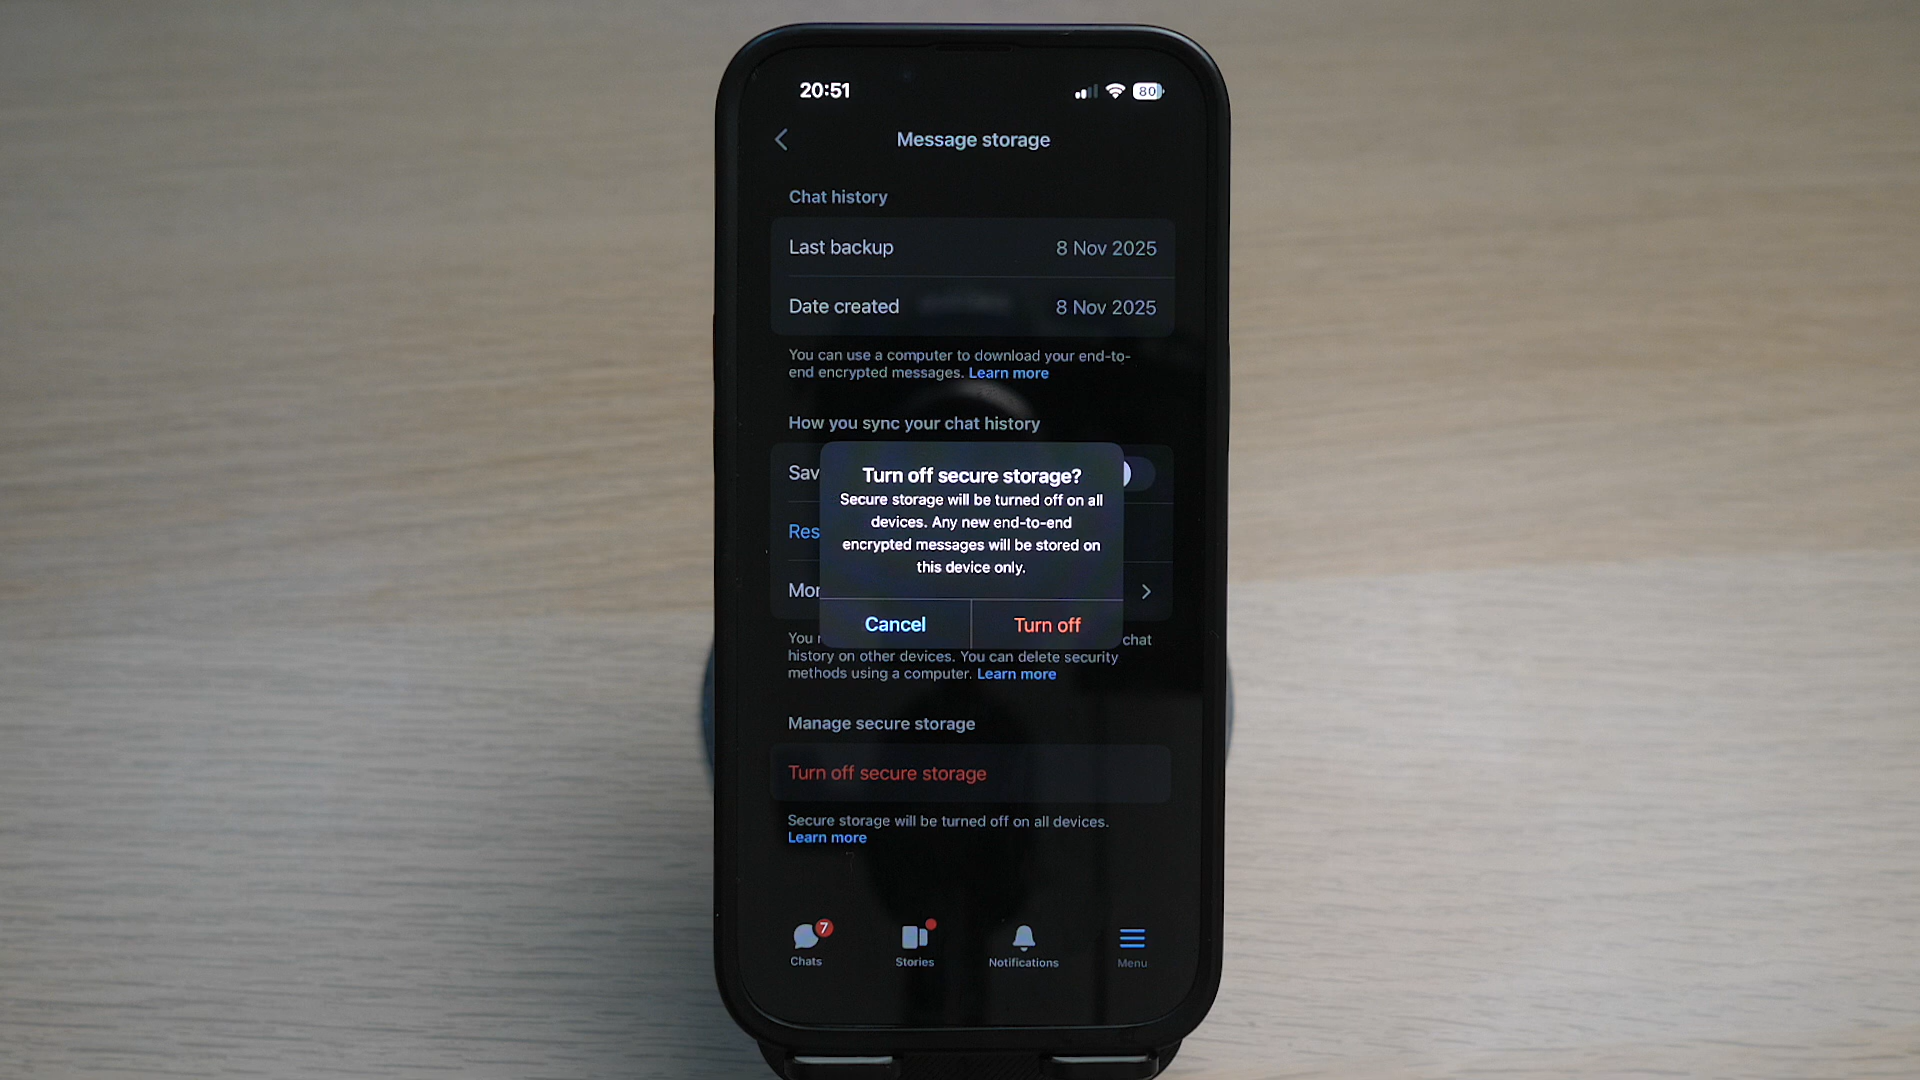 20:51
80
Message storage
Chat history
Last backup 8 Nov 2025
Date created 8 Nov 2025
You can use a computer to download your end-to-
end encrypted messages. Learn more
How you sync your chat history
Sav
Turn off secure storage?
Secure storage will be turned off on all
devices. Any new end-to-end
encrypted messages will be stored on
this device only.
Res
Mor
Cancel Turn off
You chat
history on other devices. You can delete security
methods using a computer. Learn more
Manage secure storage
Turn off secure storage
Secure storage will be turned off on all devices.
Learn more
7
Chats Stories Notifications Menu